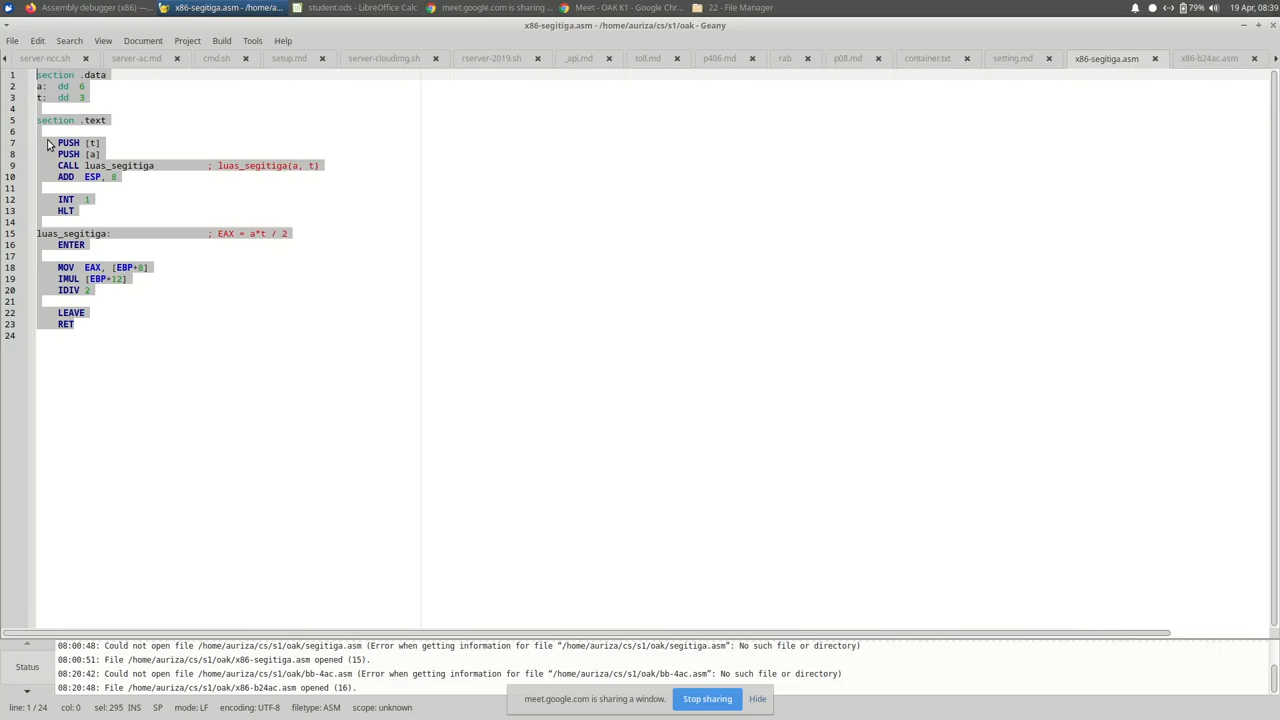 Assembly debugger (x86) —...
x86-segitiga.asm - /home/a...
student.ods - LibreOffice Calc
meet.google.com is sharing ...
Meet - OAK K1 - Google Chr...
22 - File Manager
79%
19 Apr, 08:39
x86-segitiga.asm - /home/auriza/cs/s1/oak - Geany
File Edit Search View Document Project Build Tools Help
server-ncc.sh server-ac.md cmd.sh setup.md server-cloudimg.sh rserver-2019.sh _api.md toll.md p406.md rab p08.md container.txt setting.md x86-segitiga.asm x86-b24ac.asm
1 section .data
2 a: dd 6
3 t: dd 3
4
5 section .text
6
7 PUSH [t]
8 PUSH [a]
9 CALL luas_segitiga ; luas_segitiga(a, t)
10 ADD ESP, 8
11
12 INT 1
13 HLT
14
15 luas_segitiga: ; EAX = a*t / 2
16 ENTER
17
18 MOV EAX, [EBP+8]
19 IMUL [EBP+12]
20 IDIV 2
21
22 LEAVE
23 RET
24
Status
08:00:48: Could not open file /home/auriza/cs/s1/oak/segitiga.asm (Error when getting information for file “/home/auriza/cs/s1/oak/segitiga.asm”: No such file or directory)
08:00:51: File /home/auriza/cs/s1/oak/x86-segitiga.asm opened (15).
08:20:42: Could not open file /home/auriza/cs/s1/oak/bb-4ac.asm (Error when getting information for file “/home/auriza/cs/s1/oak/bb-4ac.asm”: No such file or directory)
08:20:48: File /home/auriza/cs/s1/oak/x86-b24ac.asm opened (16).
meet.google.com is sharing a window. Stop sharing Hide
line: 1 / 24 col: 0 sel: 295 INS SP mode: LF encoding: UTF-8 filetype: ASM scope: unknown